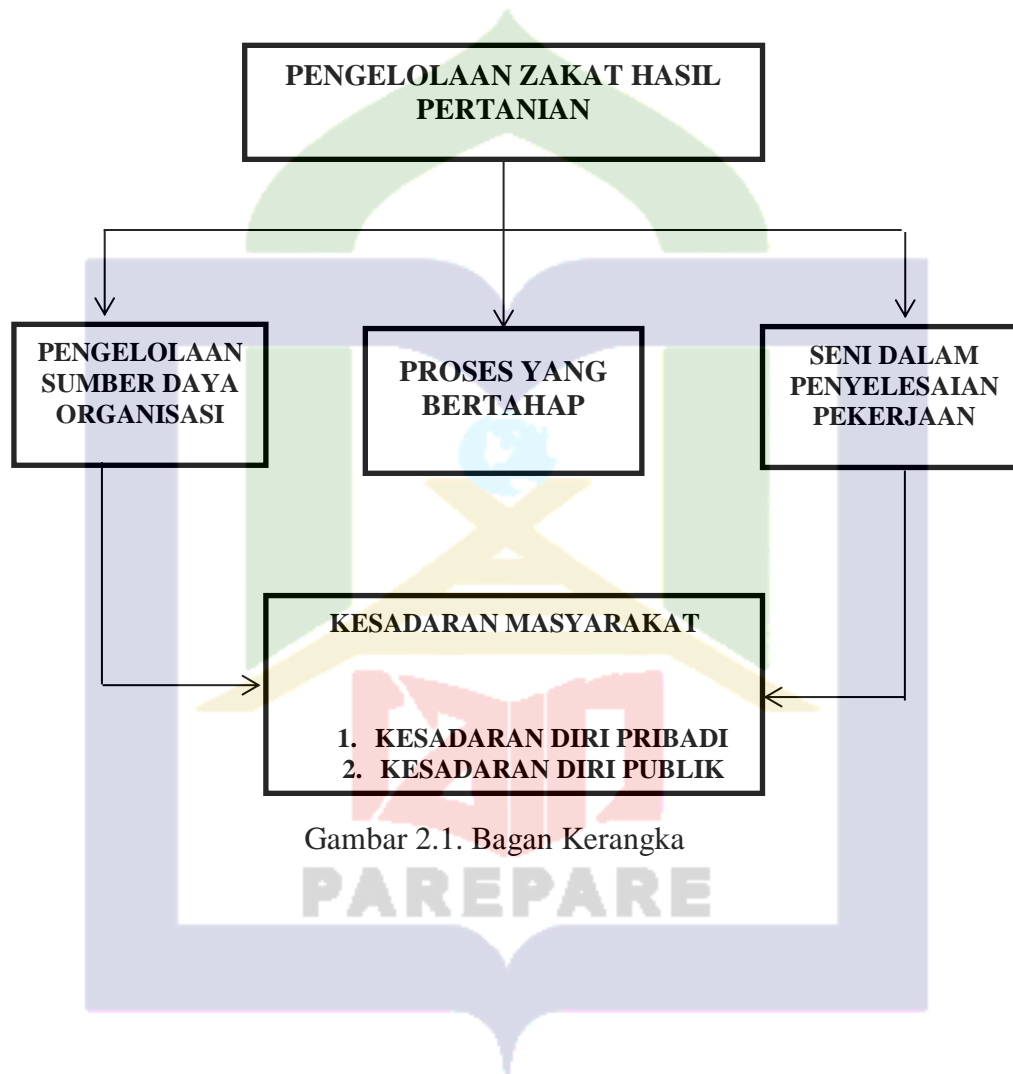 PENGELOLAAN ZAKAT HASIL
PERTANIAN
PENGELOLAAN
SUMBER DAYA
ORGANISASI
PROSES YANG
BERTAHAP
SENI DALAM
PENYELESAIAN
PEKERJAAN
KESADARAN MASYARAKAT
1. KESADARAN DIRI PRIBADI
2. KESADARAN DIRI PUBLIK
Gambar 2.1. Bagan Kerangka
PAREPARE